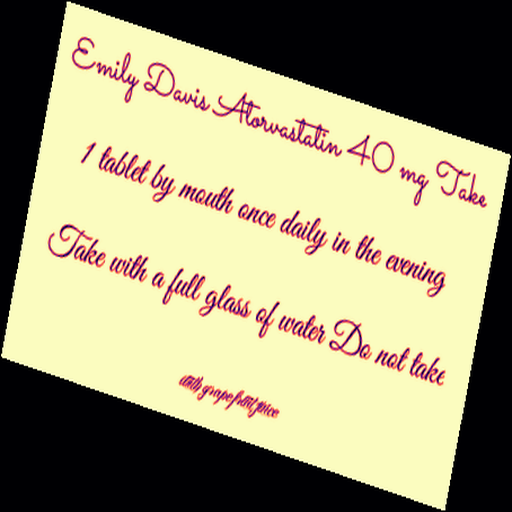 Emily Davis Atorvastatin 40 mg Take
1 tablet by mouth once daily in the evening
Take with a full glass of water Do not take
with grapefruit juice